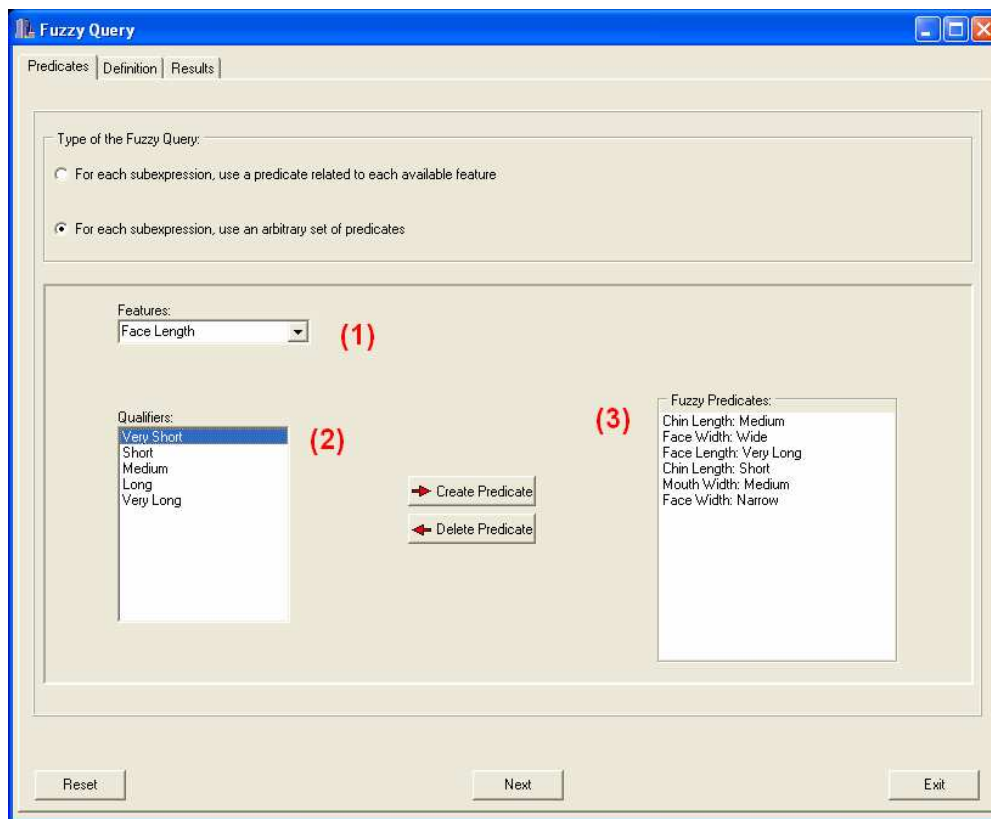 Fuzzy Query
Predicates Definition Results
Type of the Fuzzy Query:
For each subexpression, use a predicate related to each available feature
For each subexpression, use an arbitrary set of predicates
Features:
Face Length
(1)
Qualifiers:
Very Short
Short
Medium
Long
Very Long
(2)
Create Predicate
Delete Predicate
(3)
Fuzzy Predicates:
Chin Length: Medium
Face Width: Wide
Face Length: Very Long
Chin Length: Short
Mouth Width: Medium
Face Width: Narrow
Reset
Next
Exit